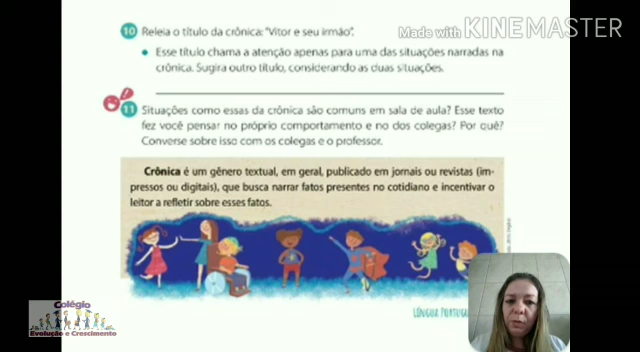 10 Releia o título da crônica: "Vitor e seu irmão".
Made with KINEMASTER
• Esse título chama a atenção apenas para uma das situações narradas na
crônica. Sugira outro título, considerando as duas situações.
11 Situações como essas da crônica são comuns em sala de aula? Esse texto
fez você pensar no próprio comportamento e no dos colegas? Por quê?
Converse sobre isso com os colegas e o professor.
Crônica é um gênero textual, em geral, publicado em jornais ou revistas (im-
pressos ou digitais), que busca narrar fatos presentes no cotidiano e incentivar o
leitor a refletir sobre esses fatos.
Colégio
Evolução e Crescimento
LÍNGUA